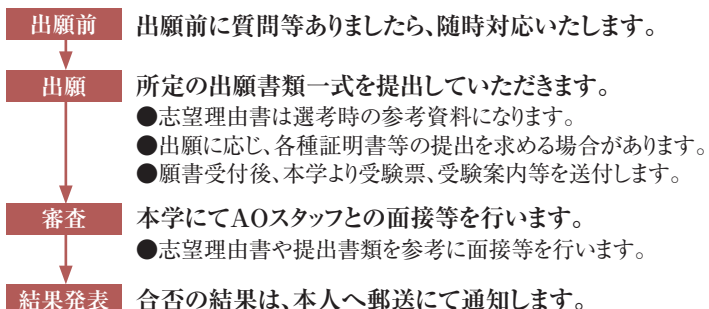 出願前 出願前に質問等ありましたら、随時対応いたします。
出願 所定の出願書類一式を提出していただきます。
●志望理由書は選考時の参考資料になります。
●出願に応じ、各種証明書等の提出を求める場合があります。
●願書受付後、本学より受験票、受験案内等を送付します。
審査 本学にてAOスタッフとの面接等を行います。
●志望理由書や提出書類を参考に面接等を行います。
結果発表 合否の結果は、本人へ郵送にて通知します。